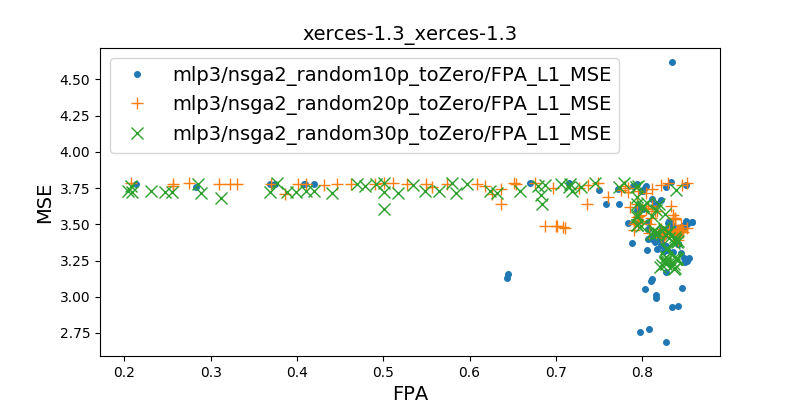 xerces-1.3_xerces-1.3
mlp3/nsga2_random10p_toZero/FPA_L1_MSE
mlp3/nsga2_random20p_toZero/FPA_L1_MSE
mlp3/nsga2_random30p_toZero/FPA_L1_MSE
MSE
4.50
4.25
4.00
3.75
3.50
3.25
3.00
2.75
0.2 0.3 0.4 0.5 0.6 0.7 0.8
FPA